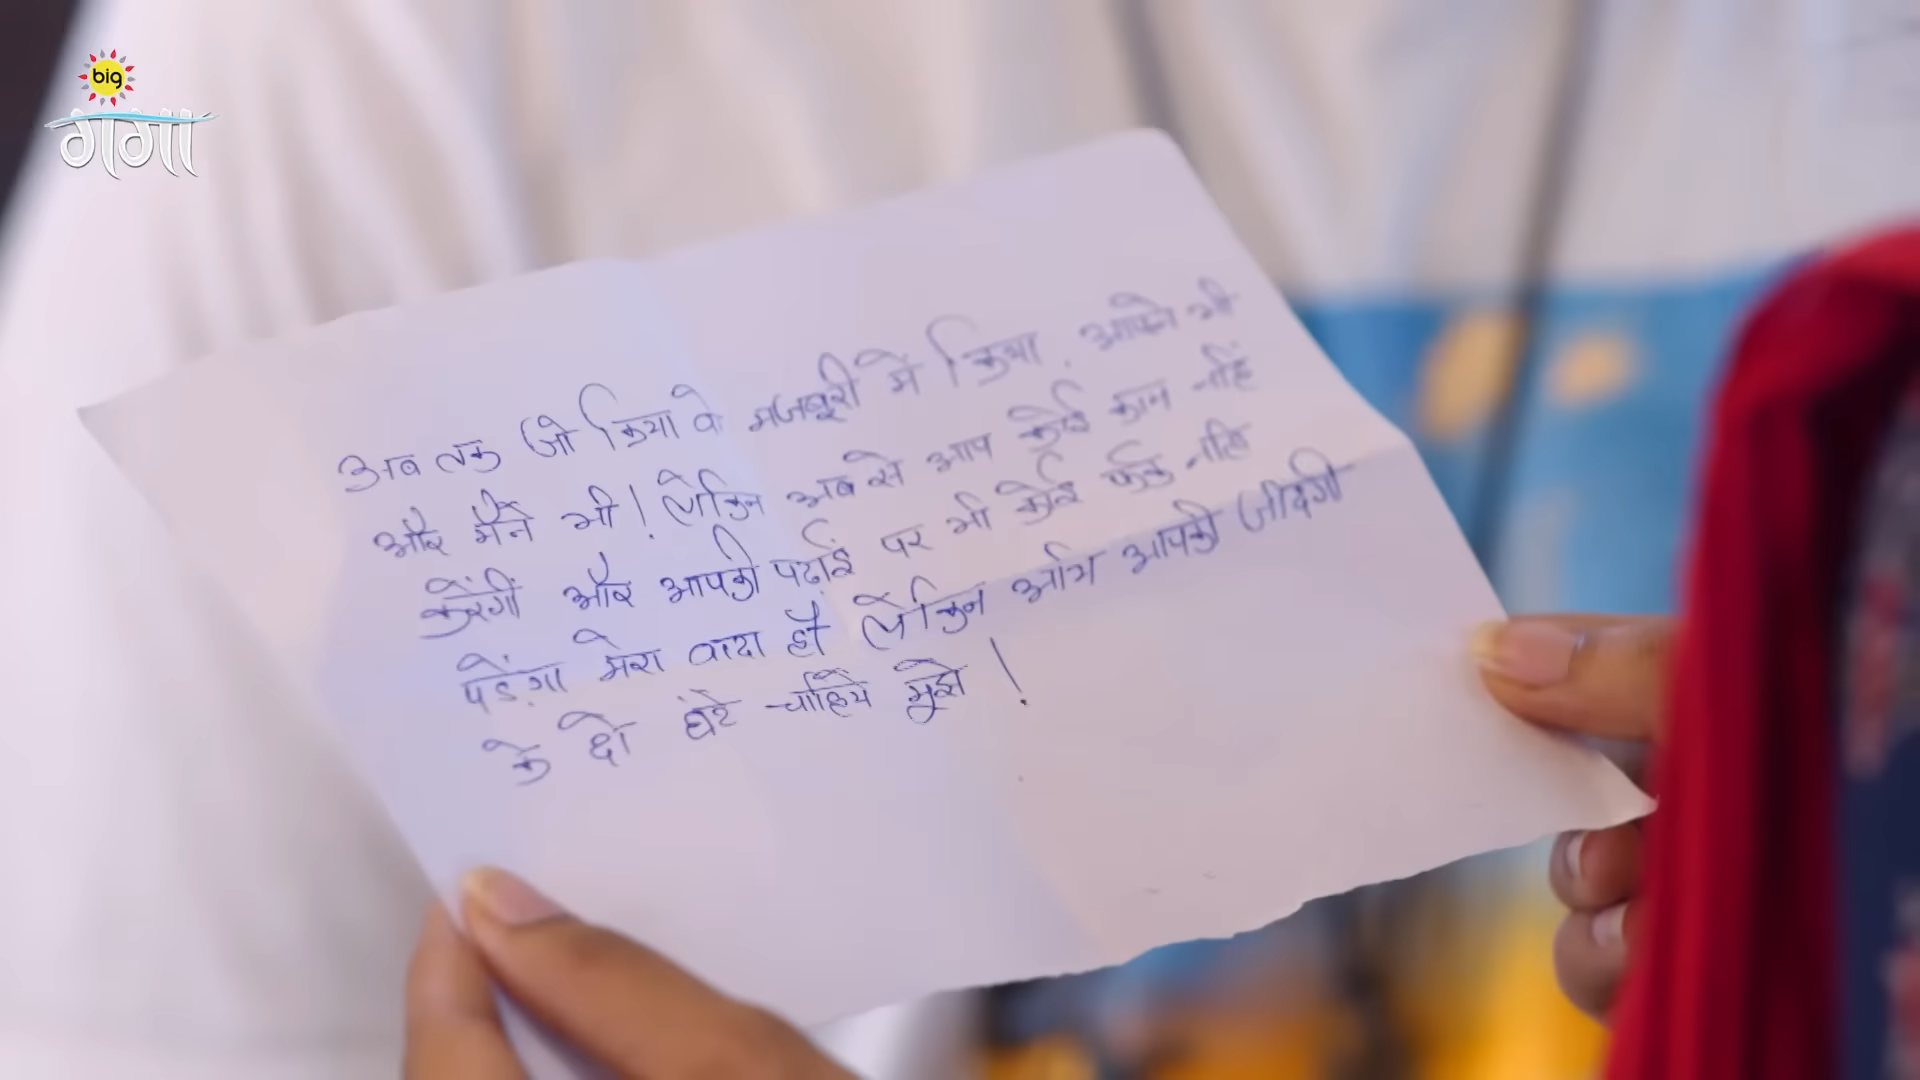 big
गंगा
अब तक जो किया वो मजबूरी में किया. आपने भी
और मैंने भी! लेकिन अब से आप कोई काम नहिं
करेंगीं और आपकी पढ़ाई पर भी कोई फर्क नहि
पड़ेगा मेरा वादा है लेकिन आज आपकी जींदगी
के दो घंटे चाहिये मुझे!